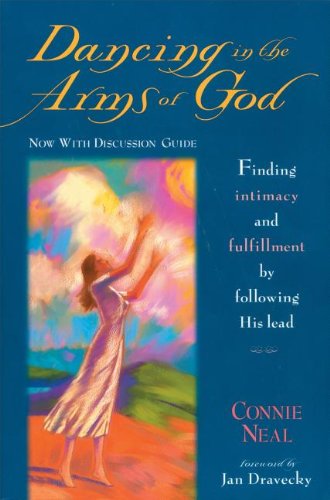 Dancing in the
Arms of God
NOW WITH DISCUSSION GUIDE
Finding
intimacy
and
fulfillment
by
following
His lead
CONNIE
NEAL
foreword by
Jan Dravecky